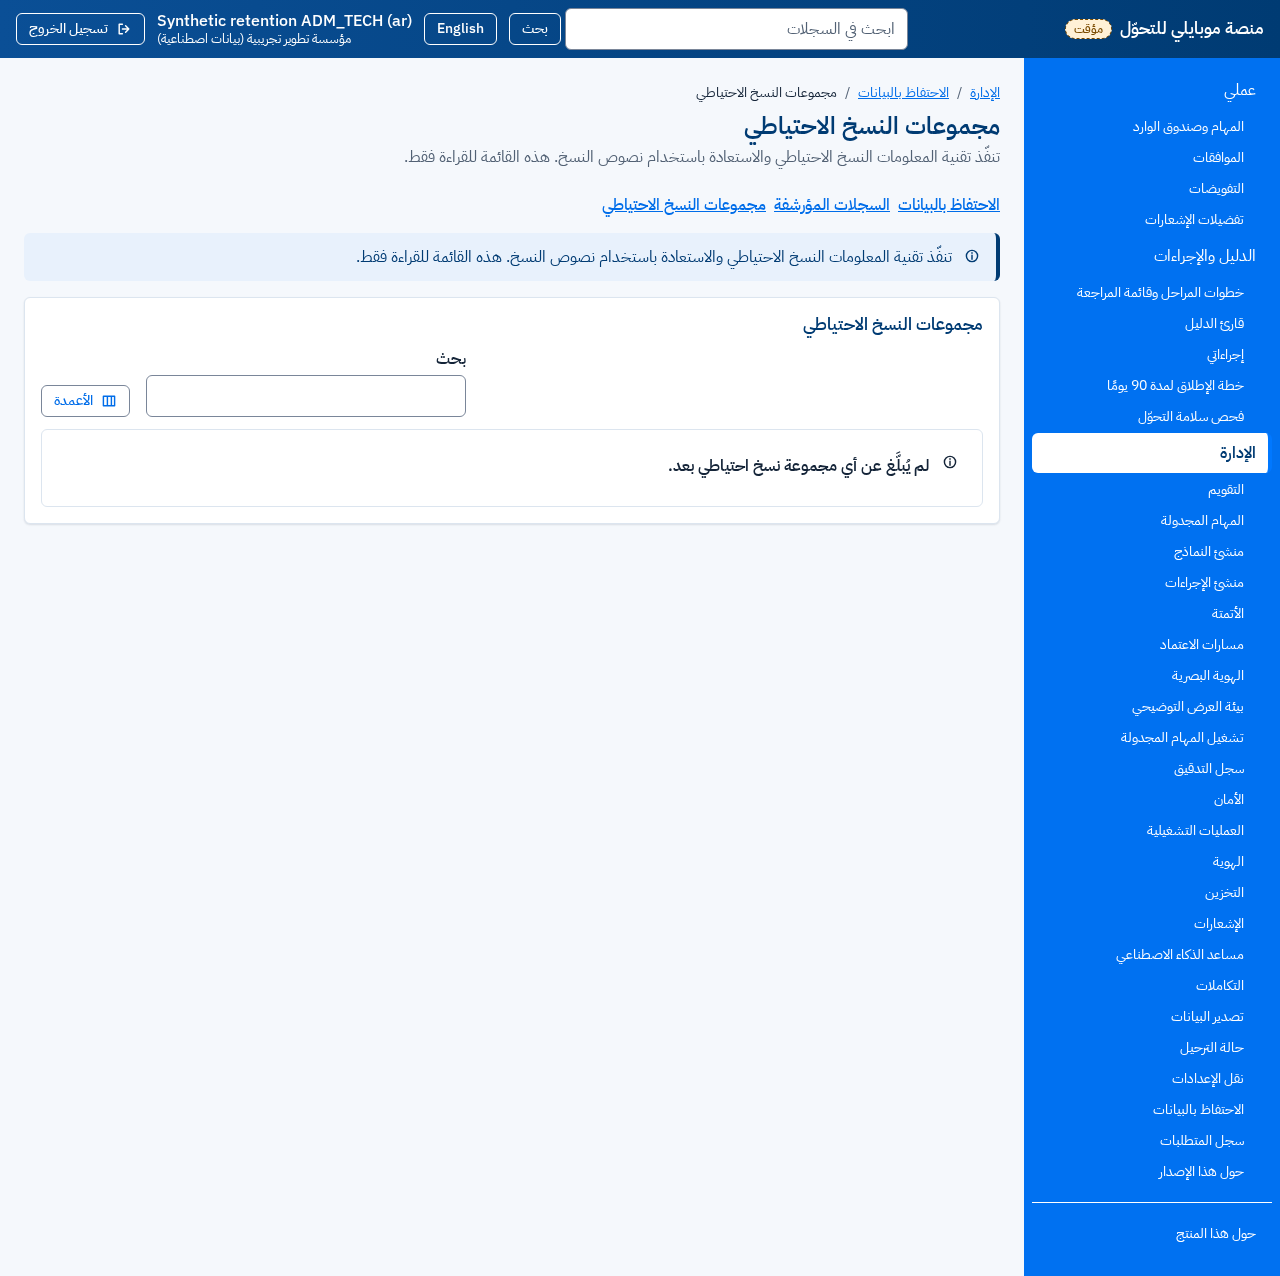 منصة موبايلي للتحوّل
مؤقت
ابحث في السجلات
بحث
English
Synthetic retention ADM_TECH (ar)
مؤسسة تطوير تجريبية (بيانات اصطناعية)
تسجيل الخروج
عملي
المهام وصندوق الوارد
الموافقات
التفويضات
تفضيلات الإشعارات
الدليل والإجراءات
خطوات المراحل وقائمة المراجعة
قارئ الدليل
إجراءاتي
خطة الإطلاق لمدة 90 يومًا
فحص سلامة التحوّل
الإدارة
التقويم
المهام المجدولة
منشئ النماذج
منشئ الإجراءات
الأتمتة
مسارات الاعتماد
الهوية البصرية
بيئة العرض التوضيحي
تشغيل المهام المجدولة
سجل التدقيق
الأمان
العمليات التشغيلية
الهوية
التخزين
الإشعارات
مساعد الذكاء الاصطناعي
التكاملات
تصدير البيانات
حالة الترحيل
نقل الإعدادات
الاحتفاظ بالبيانات
سجل المتطلبات
حول هذا الإصدار
حول هذا المنتج
الإدارة / الاحتفاظ بالبيانات / مجموعات النسخ الاحتياطي
مجموعات النسخ الاحتياطي
تنفّذ تقنية المعلومات النسخ الاحتياطي والاستعادة باستخدام نصوص النسخ. هذه القائمة للقراءة فقط.
الاحتفاظ بالبيانات السجلات المؤرشفة مجموعات النسخ الاحتياطي
تنفّذ تقنية المعلومات النسخ الاحتياطي والاستعادة باستخدام نصوص النسخ. هذه القائمة للقراءة فقط.
مجموعات النسخ الاحتياطي
بحث
الأعمدة
لم يُبلَّغ عن أي مجموعة نسخ احتياطي بعد.